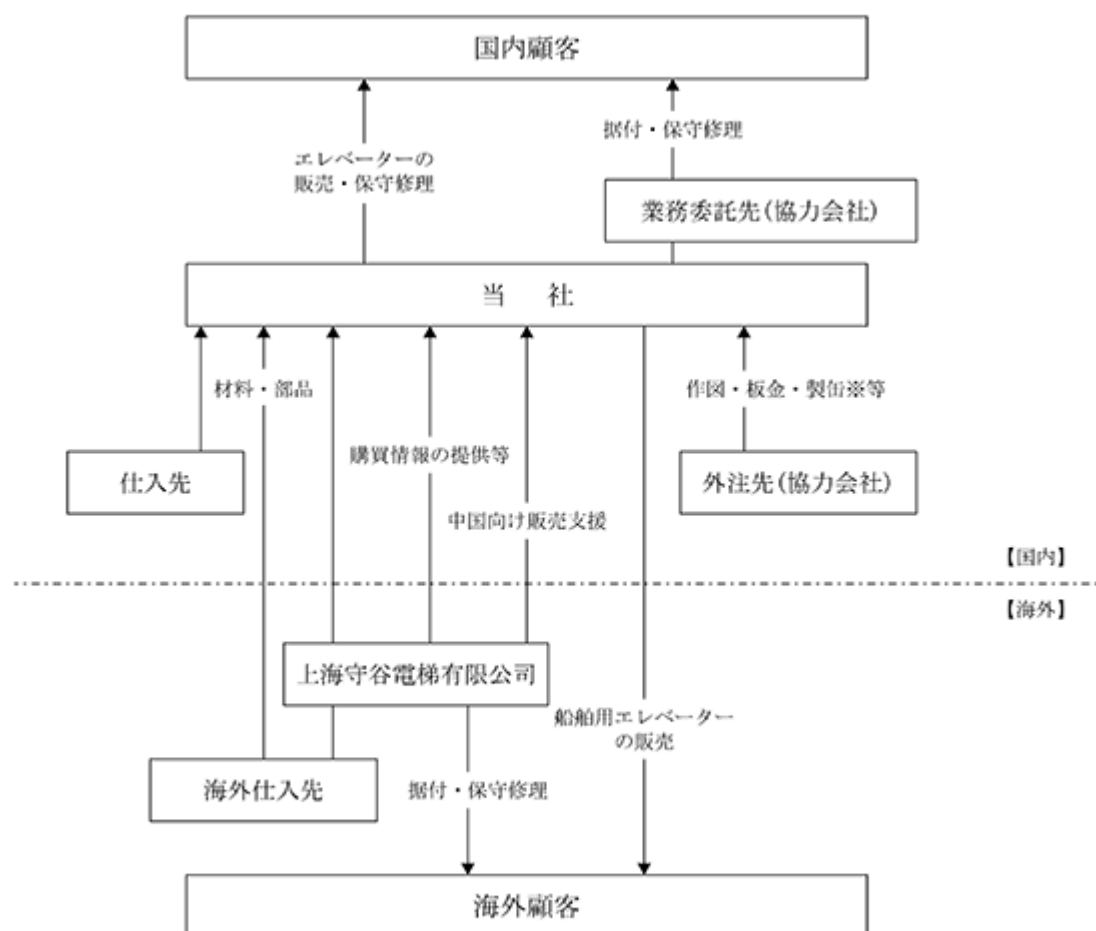 国内顧客
据付・保守修理
エレベーターの
販売・保守修理
業務委託先(協力会社)
当 社
材料・部品
作図・板金・製缶※等
購買情報の提供等
仕入先
外注先(協力会社)
中国向け販売支援
【国内】
【海外】
上海守谷電梯有限公司
船舶用エレベーター
の販売
海外仕入先
据付・保守修理
海外顧客